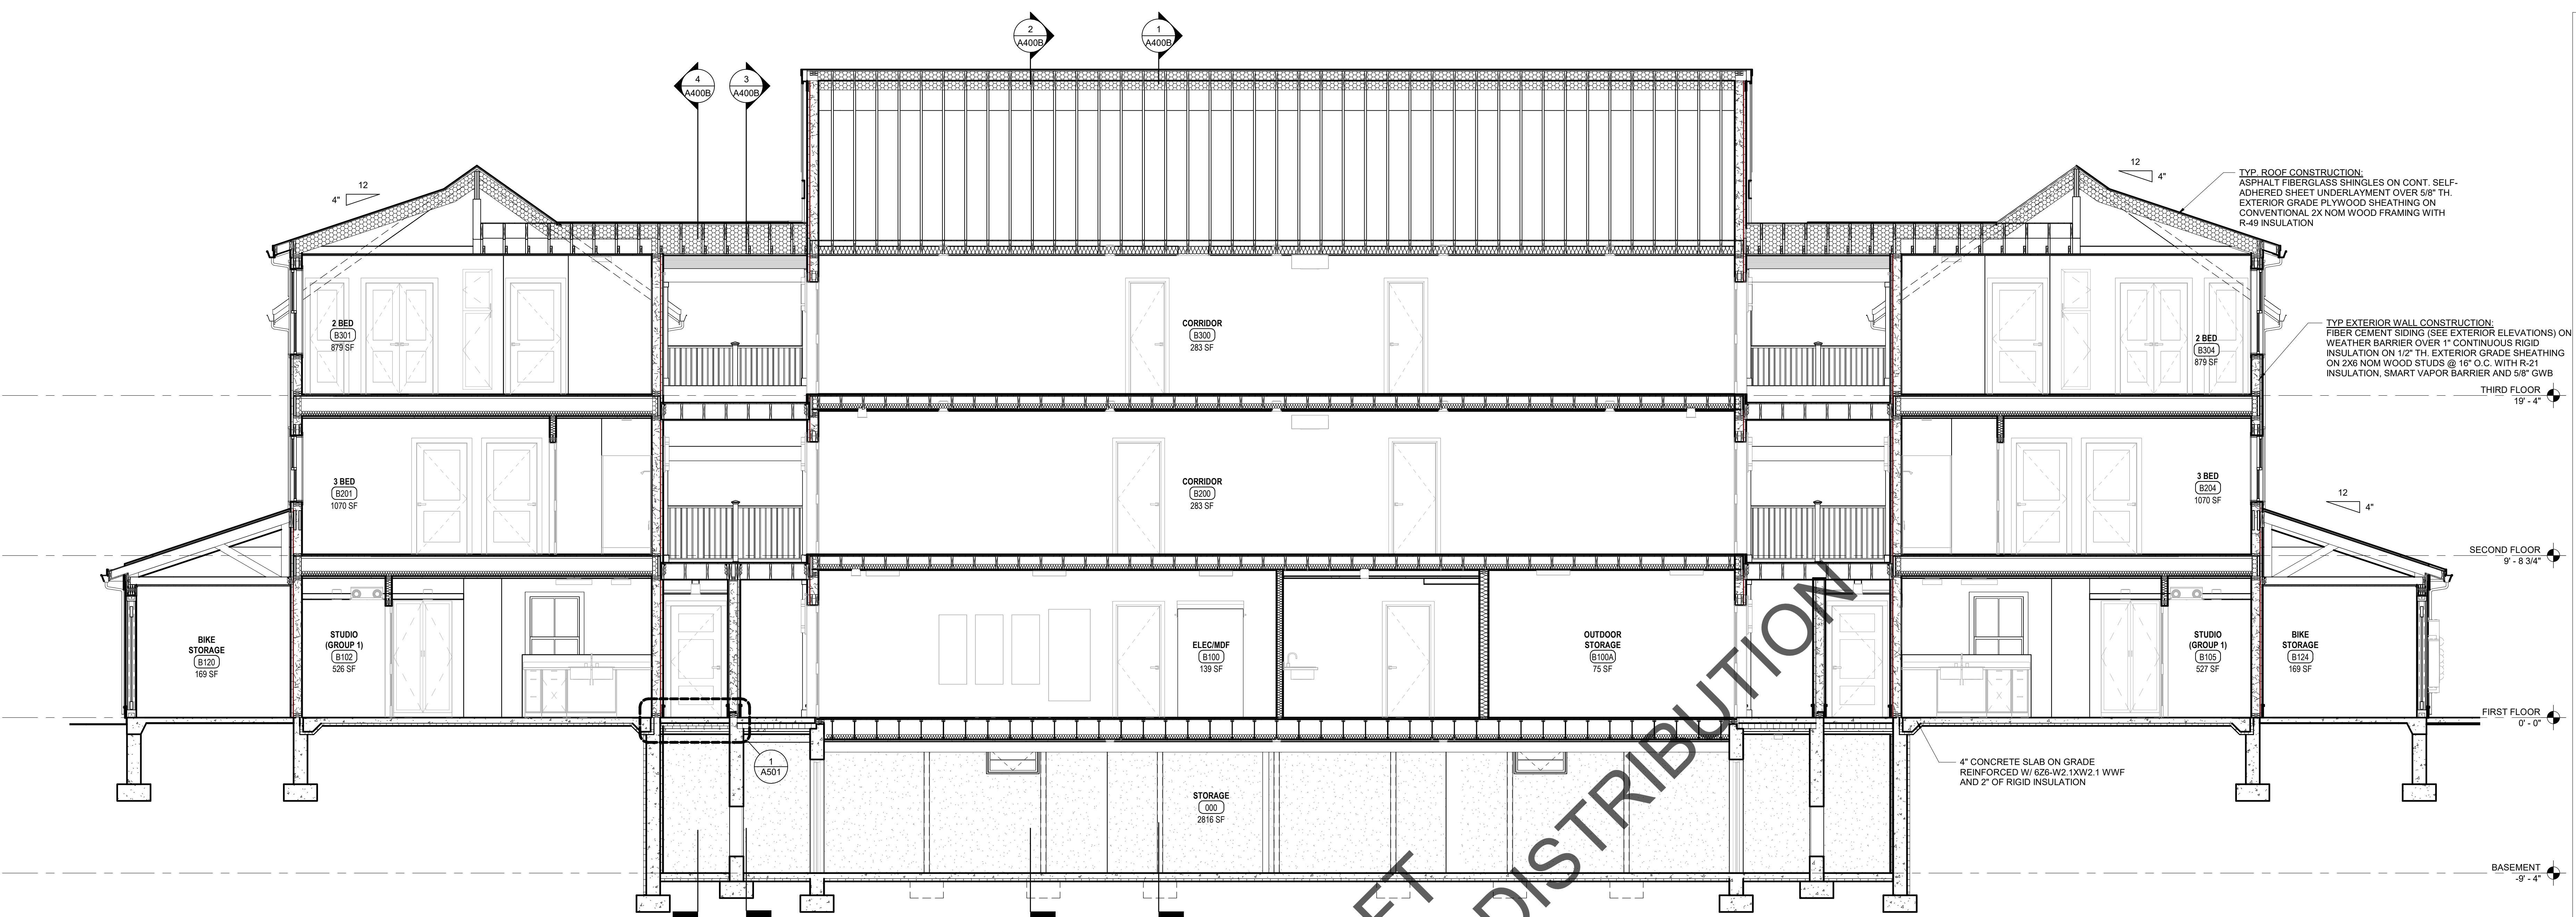 2
A400B
1
A400B
4
A400B
3
A400B
12
4"
12
4"
TYP. ROOF CONSTRUCTION:
ASPHALT FIBERGLASS SHINGLES ON CONT. SELF-
ADHERED SHEET UNDERLAYMENT OVER 5/8" TH.
EXTERIOR GRADE PLYWOOD SHEATHING ON
CONVENTIONAL 2X NOM WOOD FRAMING WITH
R-49 INSULATION
2 BED
B301
879 SF
CORRIDOR
B300
283 SF
2 BED
B304
879 SF
TYP EXTERIOR WALL CONSTRUCTION:
FIBER CEMENT SIDING (SEE EXTERIOR ELEVATIONS) ON
WEATHER BARRIER OVER 1" CONTINUOUS RIGID
INSULATION ON 1/2" TH. EXTERIOR GRADE SHEATHING
ON 2X6 NOM WOOD STUDS @ 16" O.C. WITH R-21
INSULATION, SMART VAPOR BARRIER AND 5/8" GWB
THIRD FLOOR
19' - 4"
3 BED
B201
1070 SF
CORRIDOR
B200
283 SF
3 BED
B204
1070 SF
12
4"
SECOND FLOOR
9' - 8 3/4"
BIKE
STORAGE
B120
169 SF
STUDIO
(GROUP 1)
B102
526 SF
ELEC/MDF
B100
139 SF
OUTDOOR
STORAGE
B100A
75 SF
STUDIO
(GROUP 1)
B105
527 SF
BIKE
STORAGE
B124
169 SF
FIRST FLOOR
0' - 0"
1
A501
4" CONCRETE SLAB ON GRADE
REINFORCED W/ 6Z6-W2.1XW2.1 WWF
AND 2" OF RIGID INSULATION
STORAGE
000
2816 SF
BASEMENT
-9' - 4"
DISTRIBUTION